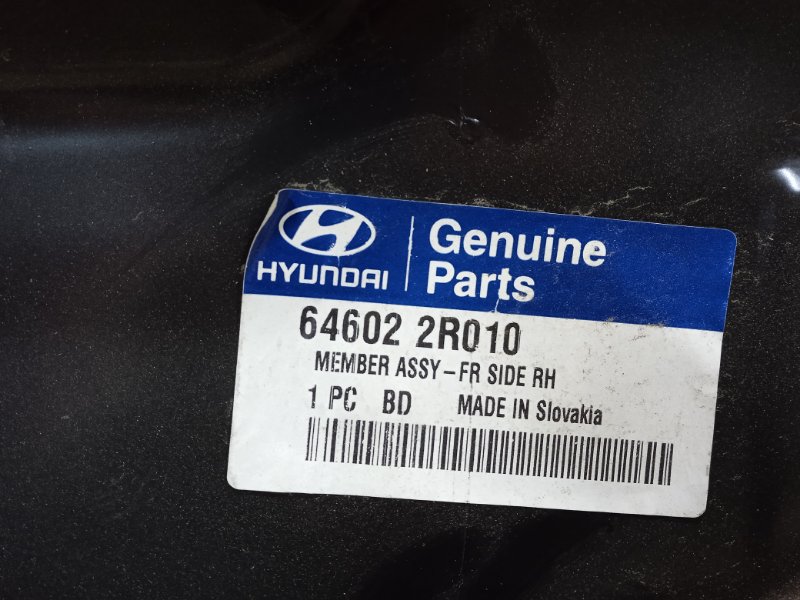 HYUNDAI
Genuine
Parts
64602 2R010
MEMBER ASSY-FR SIDE RH
1 PC BD MADE IN Slovakia